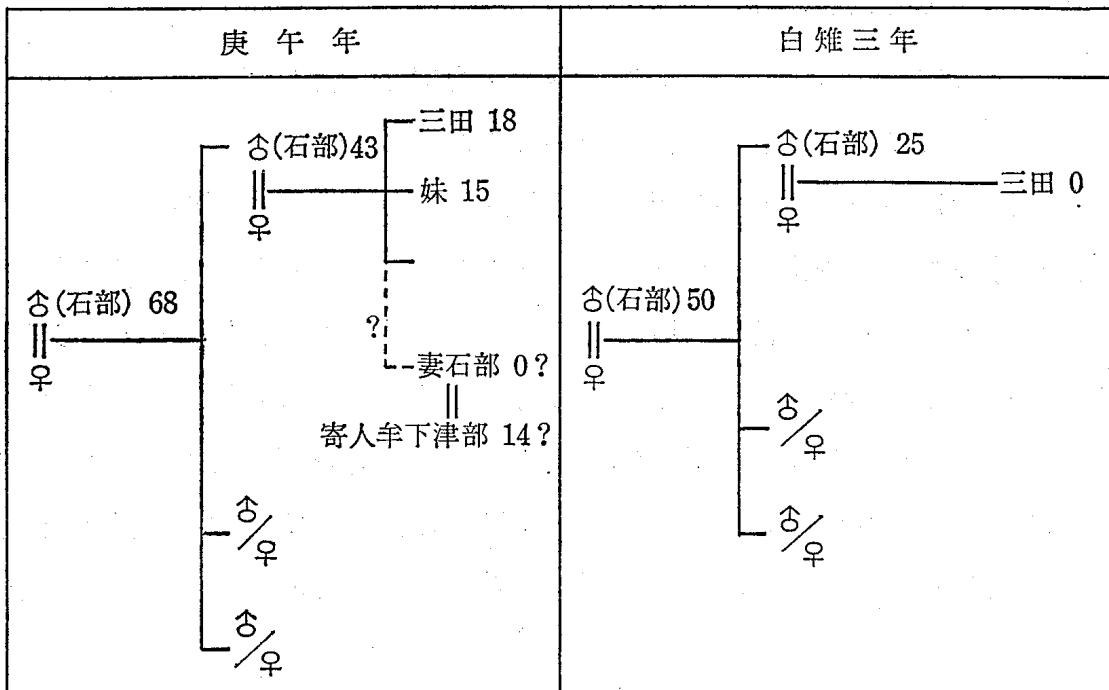 庚午年
白雉三年
三田 18
♂(石部)43
妹 15
♀
♂(石部) 68
♀
?
妻石部 0?
寄人牟下津部 14?
♂/♀
♂/♀
♂(石部) 25
三田 0
♀
♂(石部)50
♀
♂/♀
♂/♀